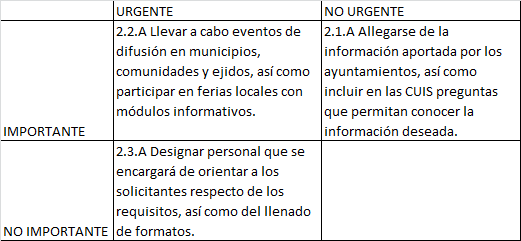 URGENTE
NO URGENTE
IMPORTANTE
2.2.A Llevar a cabo eventos de
difusión en municipios,
comunidades y ejidos, así como
participar en ferias locales con
módulos informativos.
2.1.A Allegarse de la
información aportada por los
ayuntamientos, así como
incluir en las CUIS preguntas
que permitan conocer la
información deseada.
NO IMPORTANTE
2.3.A Designar personal que se
encargará de orientar a los
solicitantes respecto de los
requisitos, así como del llenado
de formatos.